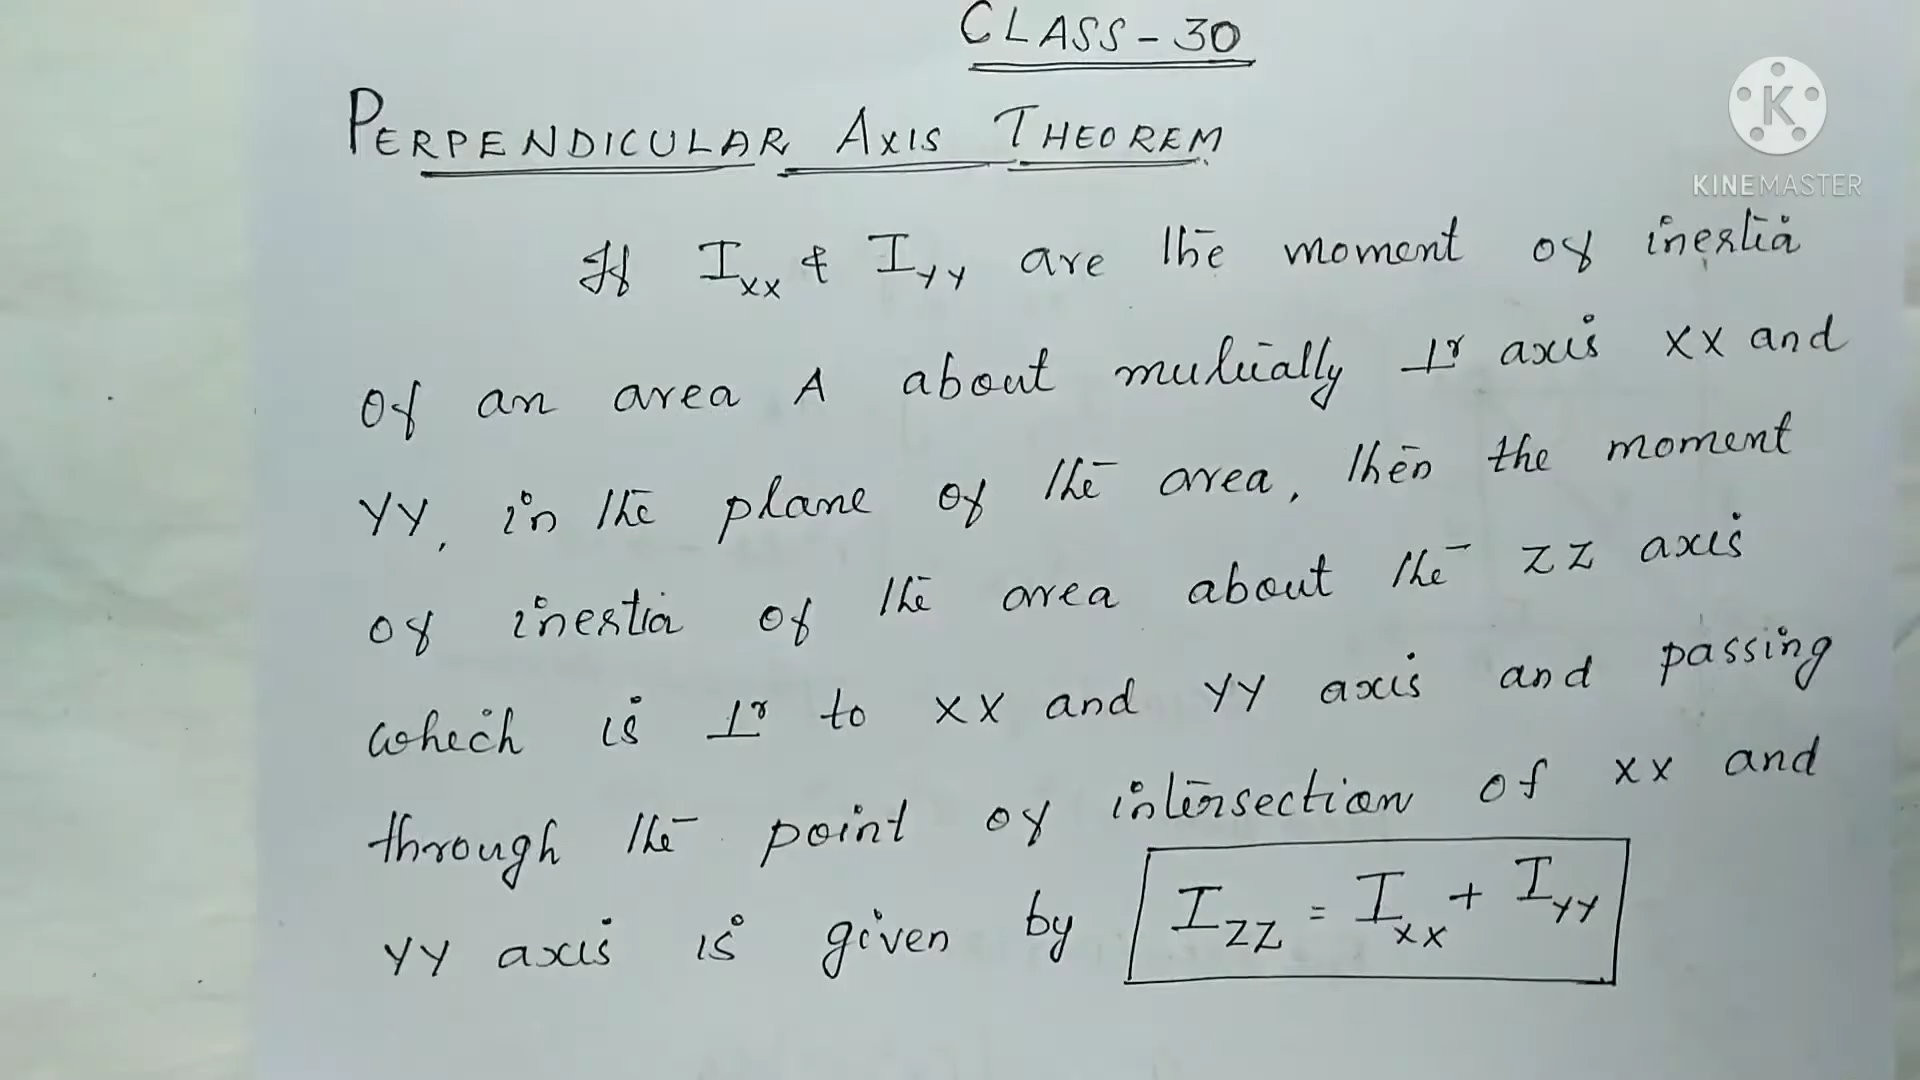 CLASS-30
K
KINEMASTER
PERPENDICULAR AXIS THEOREM
If Ixx & Iyy are the moment of inertia
of an area A about mutually ⊥r axis XX and
YY, in the plane of the area, then the moment
of inertia of the area about the ZZ axis
which is ⊥r to XX and YY axis and passing
through the point of intersection of XX and
YY axis is given by Izz = Ixx + Iyy